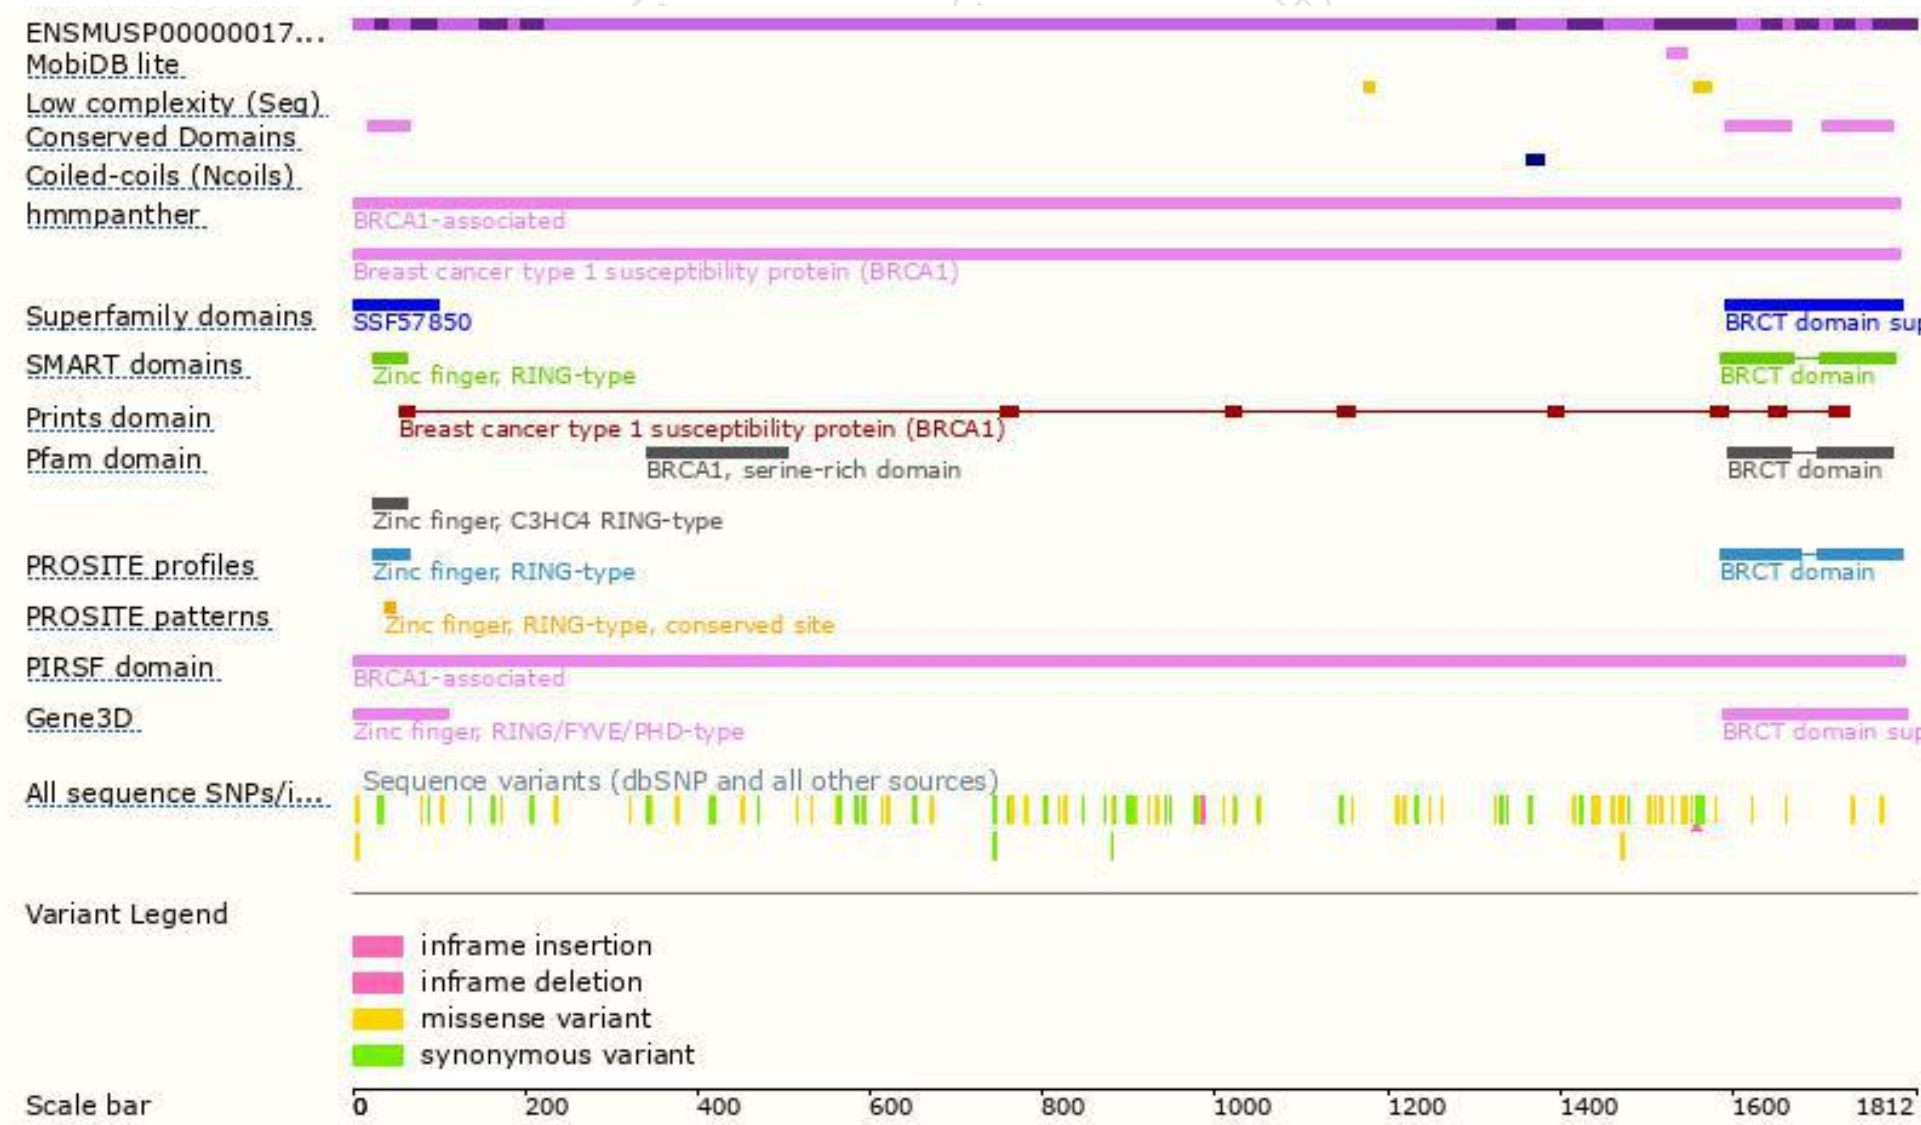 ENSMUSP00000017...
MobiDB lite
Low complexity (Seg)
Conserved Domains
Coiled-coils (Ncoils)
hmmpanther
BRCA1-associated
Breast cancer type 1 susceptibility protein (BRCA1)
Superfamily domains
SSF57850
BRCT domain sup
SMART domains
Zinc finger, RING-type
BRCT domain
Prints domain
Breast cancer type 1 susceptibility protein (BRCA1)
Pfam domain
BRCA1, serine-rich domain
BRCT domain
Zinc finger, C3HC4 RING-type
PROSITE profiles
Zinc finger, RING-type
BRCT domain
PROSITE patterns
Zinc finger, RING-type, conserved site
PIRSF domain
BRCA1-associated
Gene3D
Zinc finger, RING/FYVE/PHD-type
BRCT domain sup
All sequence SNPs/i...
Sequence variants (dbSNP and all other sources)
Variant Legend
inframe insertion
inframe deletion
missense variant
synonymous variant
Scale bar
0 200 400 600 800 1000 1200 1400 1600 1812